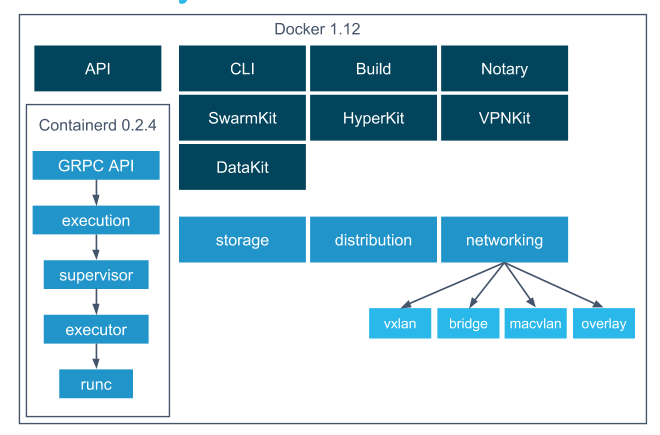 Docker 1.12
API
CLI
Build
Notary
Containerd 0.2.4
SwarmKit
HyperKit
VPNKit
GRPC API
DataKit
execution
storage
distribution
networking
supervisor
vxlan
bridge
macvlan
overlay
executor
runc